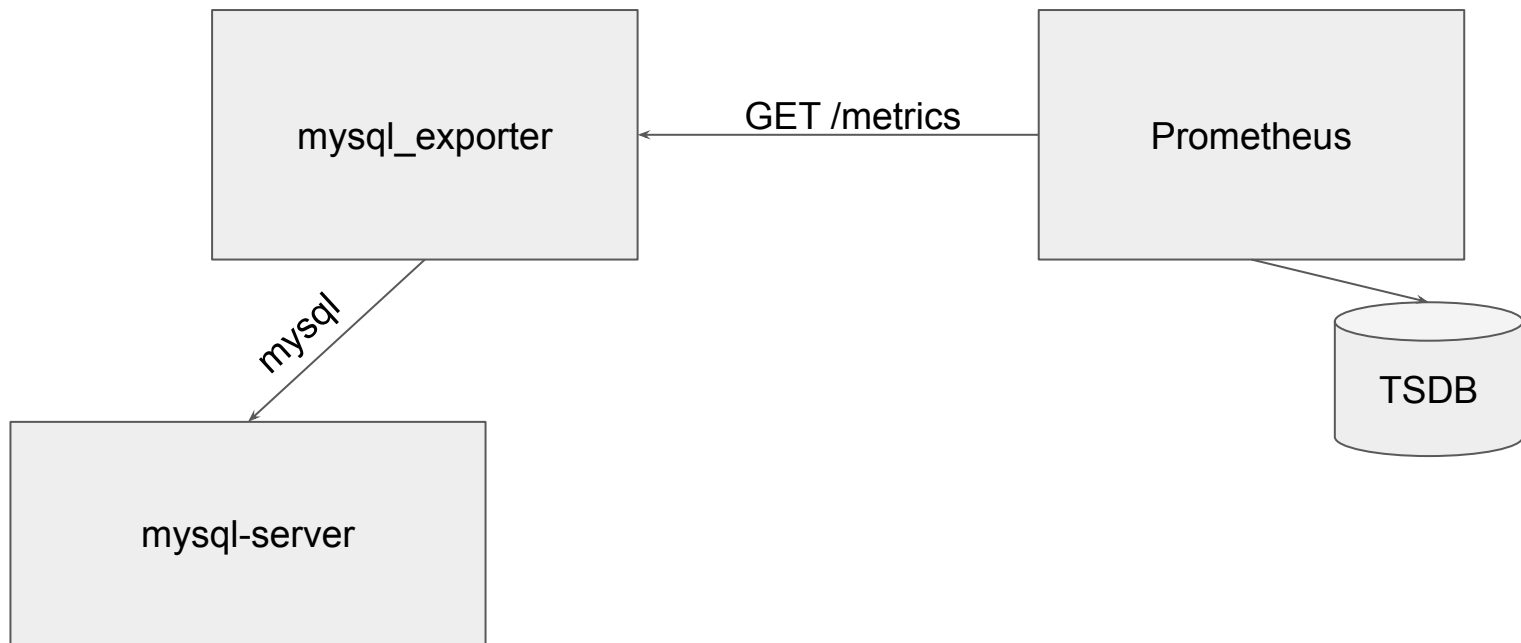 GET /metrics
mysql_exporter
Prometheus
mysql
TSDB
mysql-server